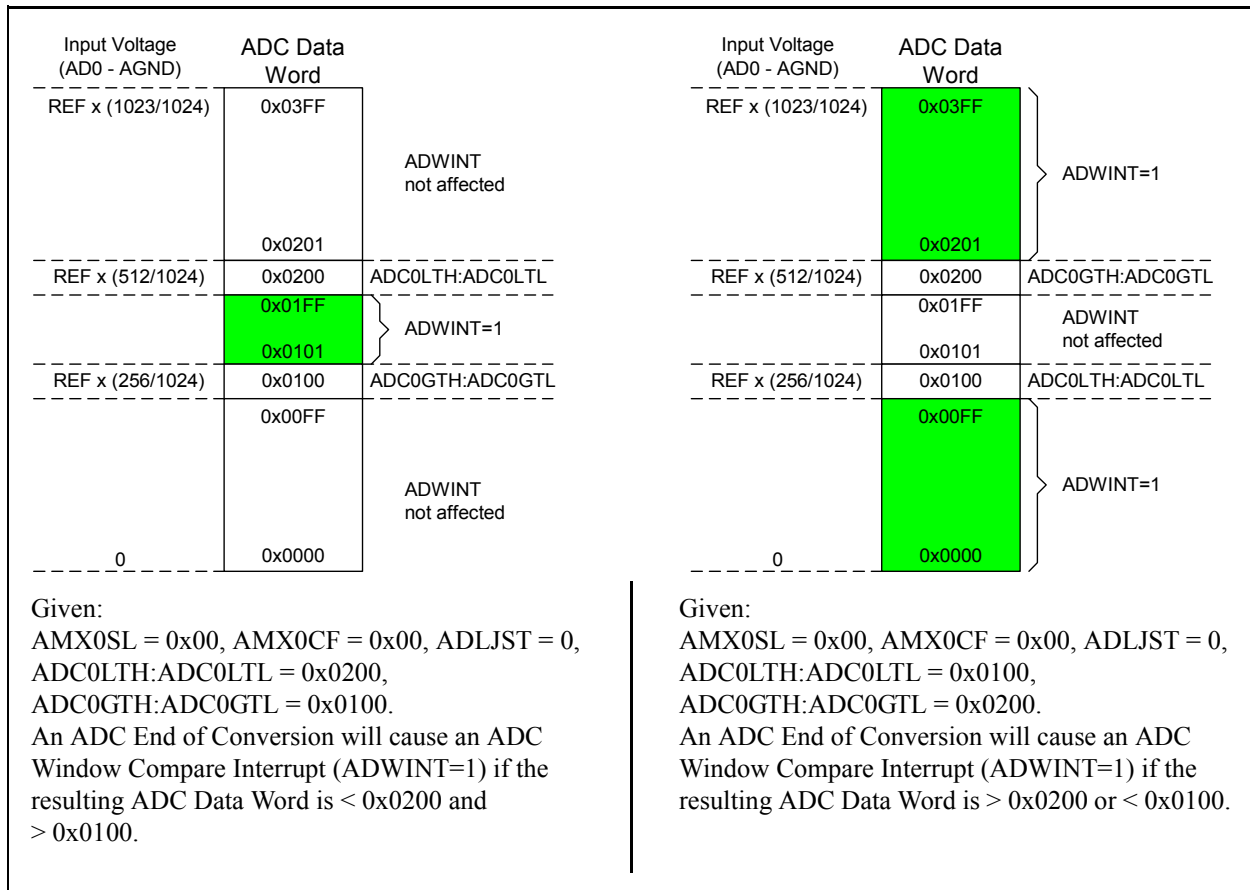 Input Voltage
(AD0 - AGND)
ADC Data
Word
REF x (1023/1024)
0x03FF
ADWINT
not affected
0x0201
REF x (512/1024)
0x0200
ADC0LTH:ADC0LTL
0x01FF
ADWINT=1
0x0101
REF x (256/1024)
0x0100
ADC0GTH:ADC0GTL
0x00FF
ADWINT
not affected
0
0x0000
Given:
AMX0SL = 0x00, AMX0CF = 0x00, ADLJST = 0,
ADC0LTH:ADC0LTL = 0x0200,
ADC0GTH:ADC0GTL = 0x0100.
An ADC End of Conversion will cause an ADC
Window Compare Interrupt (ADWINT=1) if the
resulting ADC Data Word is < 0x0200 and
> 0x0100.
Input Voltage
(AD0 - AGND)
ADC Data
Word
REF x (1023/1024)
0x03FF
ADWINT=1
0x0201
REF x (512/1024)
0x0200
ADC0GTH:ADC0GTL
0x01FF
ADWINT
not affected
0x0101
REF x (256/1024)
0x0100
ADC0LTH:ADC0LTL
0x00FF
ADWINT=1
0
0x0000
Given:
AMX0SL = 0x00, AMX0CF = 0x00, ADLJST = 0,
ADC0LTH:ADC0LTL = 0x0100,
ADC0GTH:ADC0GTL = 0x0200.
An ADC End of Conversion will cause an ADC
Window Compare Interrupt (ADWINT=1) if the
resulting ADC Data Word is > 0x0200 or < 0x0100.